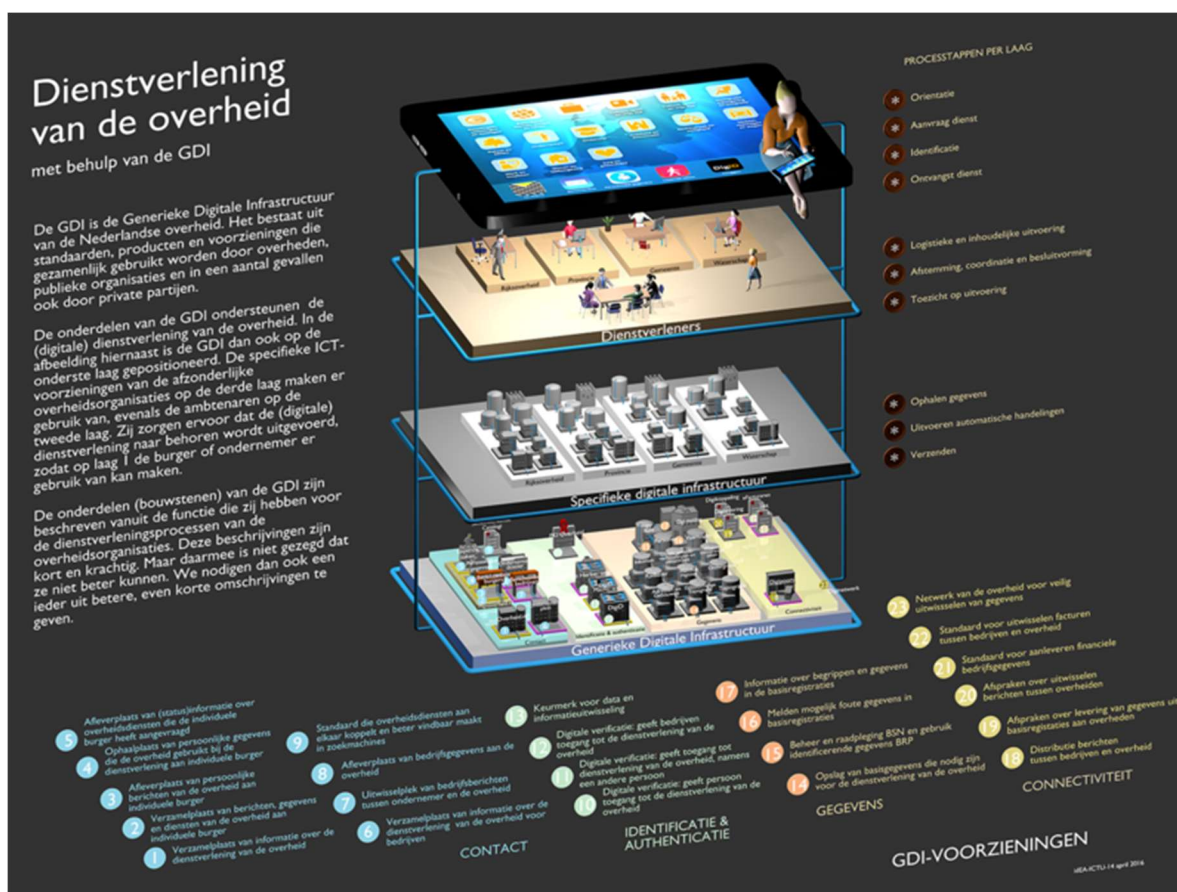 Dienstverlening
van de overheid
met behulp van de GDI
De GDI is de Generieke Digitale Infrastructuur
van de Nederlandse overheid. Het bestaat uit
standaarden, producten en voorzieningen die
gezamenlijk gebruikt worden door overheden,
publieke organisaties en in een aantal gevallen
ook door private partijen.
De onderdelen van de GDI ondersteunen de
(digitale) dienstverlening van de overheid. In de
afbeelding hiernaast is de GDI dan ook op de
onderste laag gepositioneerd. De specifieke ICT-
voorzieningen van de afzonderlijke
overheidsorganisaties op de derde laag maken er
gebruik van, evenals de ambtenaren op de
tweede laag. Zij zorgen ervoor dat de (digitale)
dienstverlening naar behoren wordt uitgevoerd,
zodat op laag 1 de burger of ondernemer er
gebruik van kan maken.
De onderdelen (bouwstenen) van de GDI zijn
beschreven vanuit de functie die zij hebben voor
de dienstverleningsprocessen van de
overheidsorganisaties. Deze beschrijvingen zijn
kort en krachtig. Maar daarmee is niet gezegd dat
ze niet beter kunnen. We nodigen dan ook een
ieder uit betere, even korte omschrijvingen te
geven.
PROCESSTAPPEN PER LAAG
Orientatie
Aanvraag dienst
Identificatie
Ontvangst dienst
Logistieke en inhoudelijke uitvoering
Afstemming, coordinatie en besluitvorming
Toezicht op uitvoering
Ophalen gegevens
Uitvoeren automatische handelingen
Verzenden
DigiD
Rijksoverheid
Provincie
Gemeente
Waterschap
Dienstverleners
Rijksoverheid
Provincie
Gemeente
Waterschap
Specifieke digitale infrastructuur
DigiD
Contact
Identificatie & authenticatie
Gegevens
Connectiviteit
Generieke Digitale Infrastructuur
5 Afleverplaats van (status)informatie over
overheidsdiensten die de individuele
burger heeft aangevraagd
4 Ophaalplaats van persoonlijke gegevens
die de overheid gebruikt bij de
dienstverlening aan individuele burger
3 Afleverplaats van persoonlijke
berichten van de overheid aan
individuele burger
2 Verzamelplaats van berichten, gegevens
en diensten van de overheid aan
individuele burger
1 Verzamelplaats van informatie over de
dienstverlening van de overheid
9 Standaard die overheidsdiensten aan
elkaar koppelt en beter vindbaar maakt
in zoekmachines
8 Afleverplaats van bedrijfsgegevens aan de
overheid
7 Uitwisselplek van bedrijfsberichten
tussen ondernemer en de overheid
6 Verzamelplaats van informatie over de
dienstverlening van de overheid voor
bedrijven
CONTACT
13 Keurmerk voor data en
informatieuitwisseling
12 Digitale verificatie: geeft bedrijven
toegang tot de dienstverlening van de
overheid
11 Digitale verificatie: geeft toegang tot
dienstverlening van de overheid, namens
een andere persoon
10 Digitale verificatie: geeft persoon
toegang tot de dienstverlening van de
overheid
IDENTIFICATIE &
AUTHENTICATIE
17 Informatie over begrippen en gegevens
in de basisregistraties
16 Melden mogelijk foute gegevens in
basisregistraties
15 Beheer en raadpleging BSN en gebruik
identificerende gegevens BRP
14 Opslag van basisgegevens die nodig zijn
voor de dienstverlening van de overheid
GEGEVENS
23 Netwerk van de overheid voor veilig
uitwisselen van gegevens
22 Standaard voor uitwisselen facturen
tussen bedrijven en overheid
21 Standaard voor aanleveren financiele
bedrijfsgegevens
20 Afspraken over uitwisselen
berichten tussen overheiden
19 Afspraken over levering van gegevens uit
basisregistaties aan overheden
18 Distributie berichten
tussen bedrijven en overheid
CONNECTIVITEIT
GDI-VOORZIENINGEN